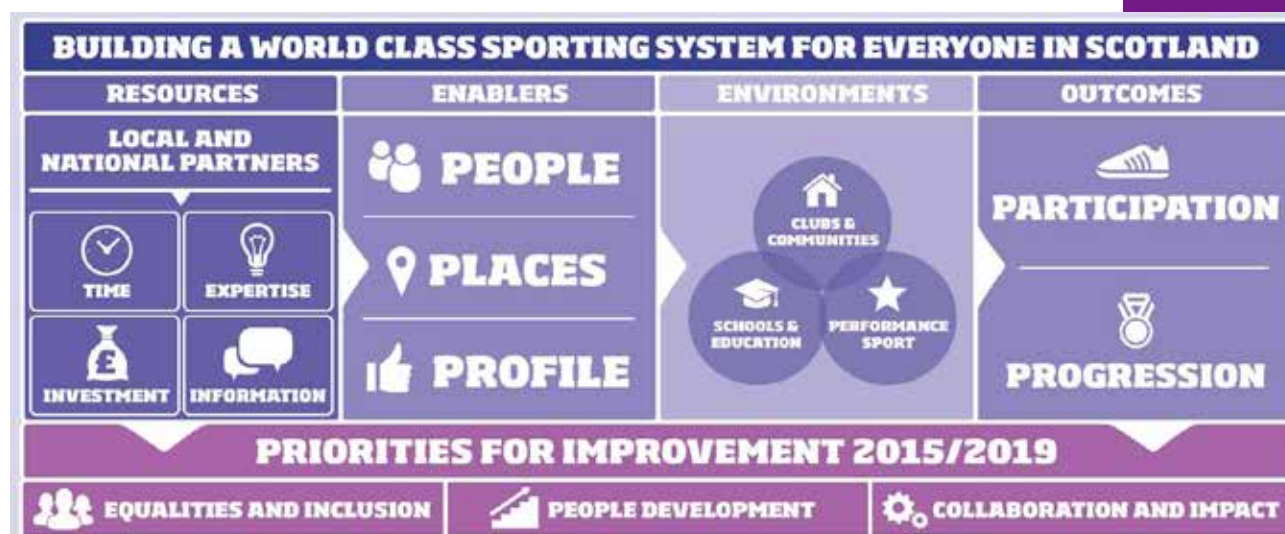 BUILDING A WORLD CLASS SPORTING SYSTEM FOR EVERYONE IN SCOTLAND
RESOURCES
LOCAL AND
NATIONAL PARTNERS
TIME
EXPERTISE
INVESTMENT
INFORMATION
ENABLERS
PEOPLE
PLACES
PROFILE
ENVIRONMENTS
CLUBS &
COMMUNITIES
SCHOOLS &
EDUCATION
PERFORMANCE
SPORT
OUTCOMES
PARTICIPATION
PROGRESSION
PRIORITIES FOR IMPROVEMENT 2015/2019
EQUALITIES AND INCLUSION
PEOPLE DEVELOPMENT
COLLABORATION AND IMPACT